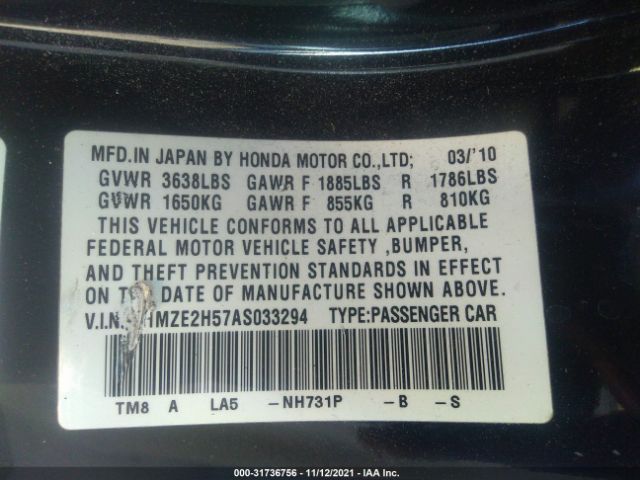 MFD.IN JAPAN BY HONDA MOTOR CO.,LTD; 03/'10
GVWR 3638LBS GAWR F 1885LBS R 1786LBS
GVWR 1650KG GAWR F 855KG R 810KG
THIS VEHICLE CONFORMS TO ALL APPLICABLE
FEDERAL MOTOR VEHICLE SAFETY ,BUMPER,
AND THEFT PREVENTION STANDARDS IN EFFECT
ON DATE OF MANUFACTURE SHOWN ABOVE.
V.I.N. MZE2H57AS033294 TYPE:PASSENGER CAR
TM8 A LA5 -NH731P -B -S
000-31736756 - 11/12/2021 - IAA Inc.